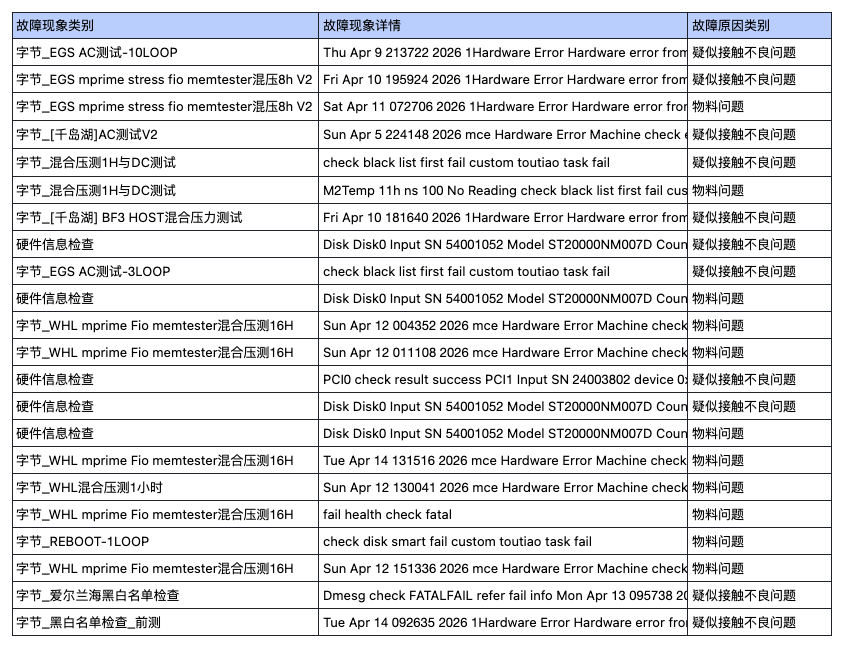 故障现象类别 故障现象详情 故障原因类别
字节_EGS AC测试-10LOOP Thu Apr 9 213722 2026 1Hardware Error Hardware error from 疑似接触不良问题
字节_EGS mprime stress fio memtester混压8h V2 Fri Apr 10 195924 2026 1Hardware Error Hardware error from 疑似接触不良问题
字节_EGS mprime stress fio memtester混压8h V2 Sat Apr 11 072706 2026 1Hardware Error Hardware error from 物料问题
字节_[千岛湖]AC测试V2 Sun Apr 5 224148 2026 mce Hardware Error Machine check 疑似接触不良问题
字节_混合压测1H与DC测试 check black list first fail custom toutiao task fail 疑似接触不良问题
字节_混合压测1H与DC测试 M2Temp 11h ns 100 No Reading check black list first fail cus 物料问题
字节_[千岛湖] BF3 HOST混合压力测试 Fri Apr 10 181640 2026 1Hardware Error Hardware error from 疑似接触不良问题
硬件信息检查 Disk Disk0 Input SN 54001052 Model ST20000NM007D Coun 疑似接触不良问题
字节_EGS AC测试-3LOOP check black list first fail custom toutiao task fail 疑似接触不良问题
硬件信息检查 Disk Disk0 Input SN 54001052 Model ST20000NM007D Coun 物料问题
字节_WHL mprime Fio memtester混合压测16H Sun Apr 12 004352 2026 mce Hardware Error Machine check 物料问题
字节_WHL mprime Fio memtester混合压测16H Sun Apr 12 011108 2026 mce Hardware Error Machine check 物料问题
硬件信息检查 PCI0 check result success PCI1 Input SN 24003802 device 0x 疑似接触不良问题
硬件信息检查 Disk Disk0 Input SN 54001052 Model ST20000NM007D Coun 疑似接触不良问题
硬件信息检查 Disk Disk0 Input SN 54001052 Model ST20000NM007D Coun 物料问题
字节_WHL mprime Fio memtester混合压测16H Tue Apr 14 131516 2026 mce Hardware Error Machine check 物料问题
字节_WHL混合压测1小时 Sun Apr 12 130041 2026 mce Hardware Error Machine check 物料问题
字节_WHL mprime Fio memtester混合压测16H fail health check fatal 物料问题
字节_REBOOT-1LOOP check disk smart fail custom toutiao task fail 物料问题
字节_WHL mprime Fio memtester混合压测16H Sun Apr 12 151336 2026 mce Hardware Error Machine check 物料问题
字节_爱尔兰海黑白名单检查 Dmesg check FATALFAIL refer fail info Mon Apr 13 095738 20 疑似接触不良问题
字节_黑白名单检查_前测 Tue Apr 14 092635 2026 1Hardware Error Hardware error from 疑似接触不良问题